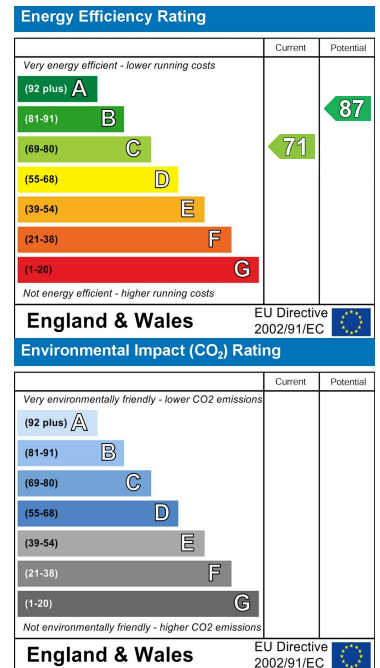 Energy Efficiency Rating
Current Potential
Very energy efficient - lower running costs
(92 plus) A
(81-91) B
87
(69-80) C
71
(55-68) D
(39-54) E
(21-38) F
(1-20) G
Not energy efficient - higher running costs
England & Wales
EU Directive
2002/91/EC
Environmental Impact (CO₂) Rating
Current Potential
Very environmentally friendly - lower CO2 emissions
(92 plus) A
(81-91) B
(69-80) C
(55-68) D
(39-54) E
(21-38) F
(1-20) G
Not environmentally friendly - higher CO2 emissions
England & Wales
EU Directive
2002/91/EC